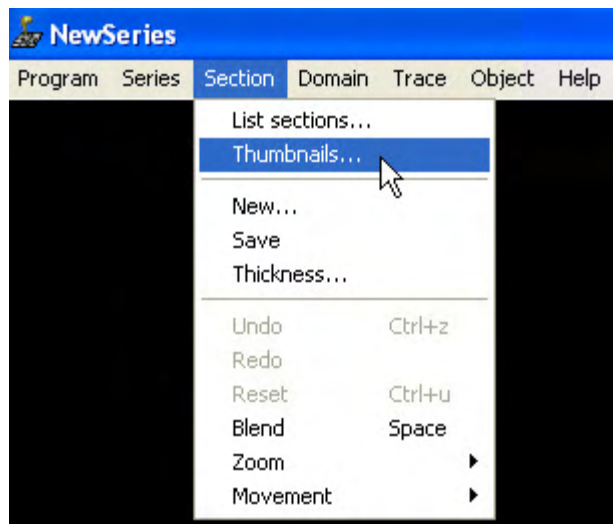 NewSeries
Program Series Section Domain Trace Object Help
List sections...
Thumbnails...
New...
Save
Thickness...
Undo Ctrl+z
Redo
Reset Ctrl+u
Blend Space
Zoom
Movement